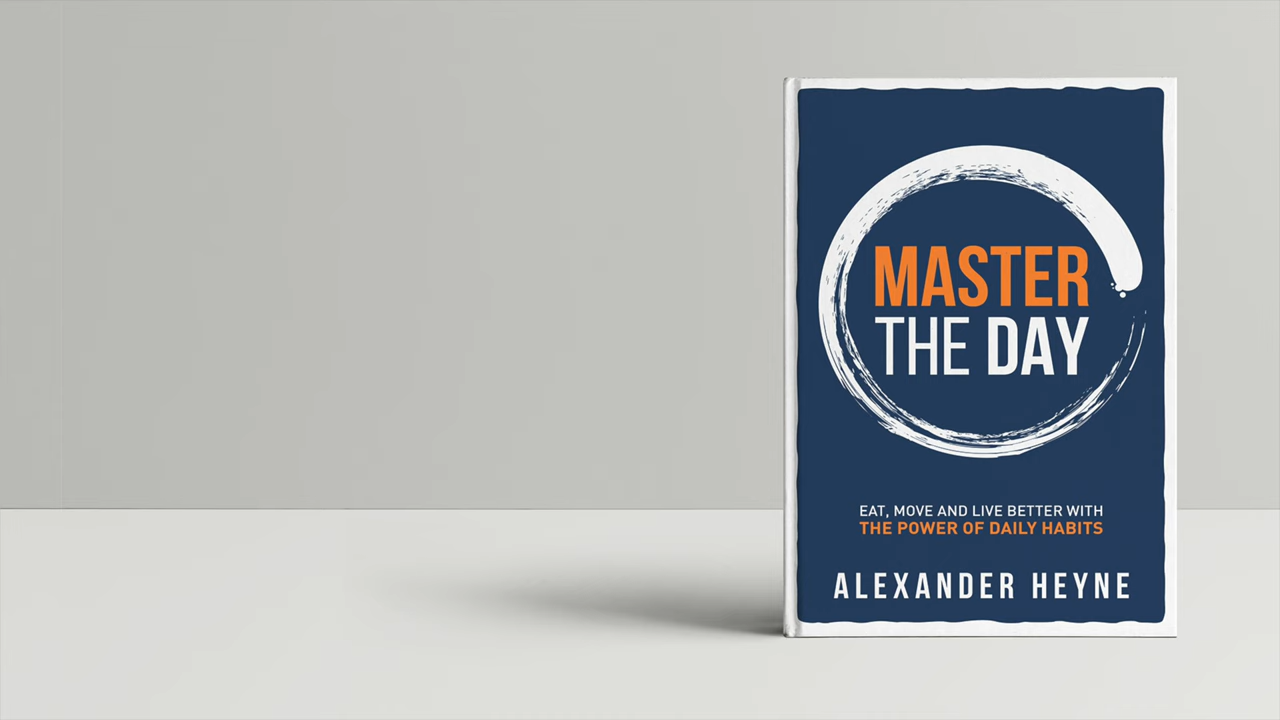 MASTER
THE DAY
EAT, MOVE AND LIVE BETTER WITH
THE POWER OF DAILY HABITS
ALEXANDER HEYNE